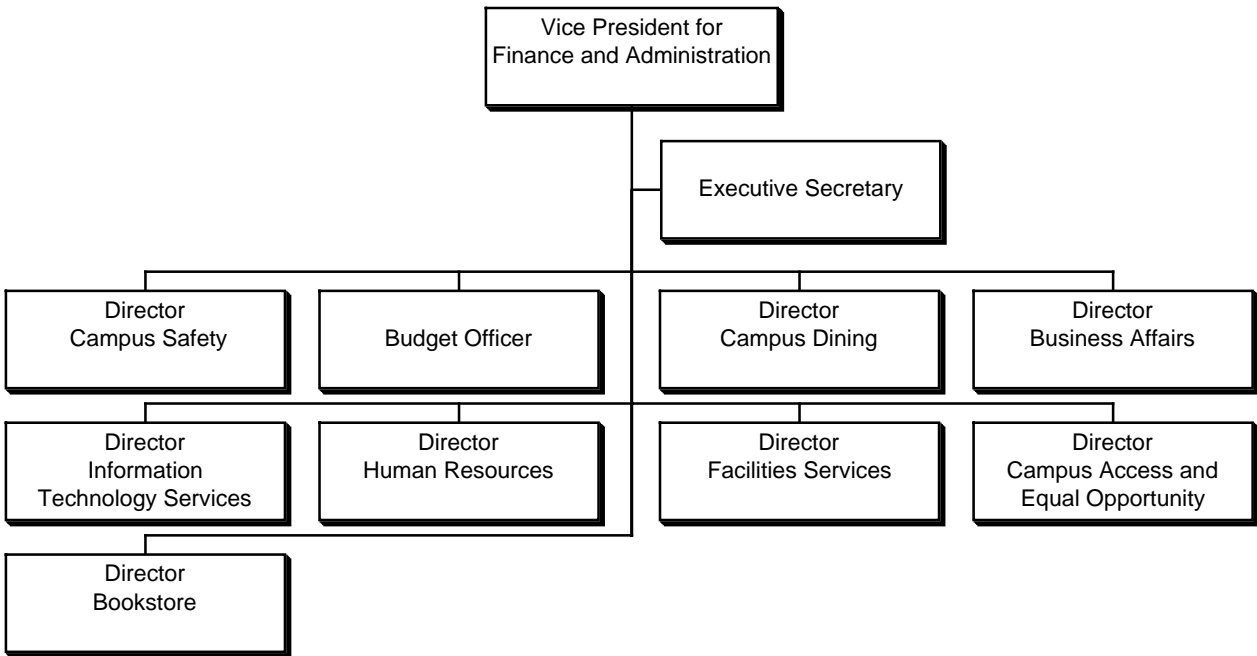 Vice President for
Finance and Administration
Executive Secretary
Director
Campus Safety
Budget Officer
Director
Campus Dining
Director
Business Affairs
Director
Information
Technology Services
Director
Human Resources
Director
Facilities Services
Director
Campus Access and
Equal Opportunity
Director
Bookstore